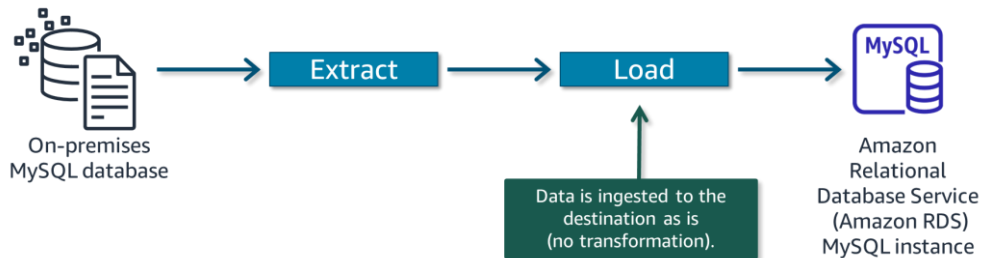 Extract
Load
MySQL
On-premises
MySQL database
Amazon
Relational
Database Service
(Amazon RDS)
MySQL instance
Data is ingested to the
destination as is
(no transformation).